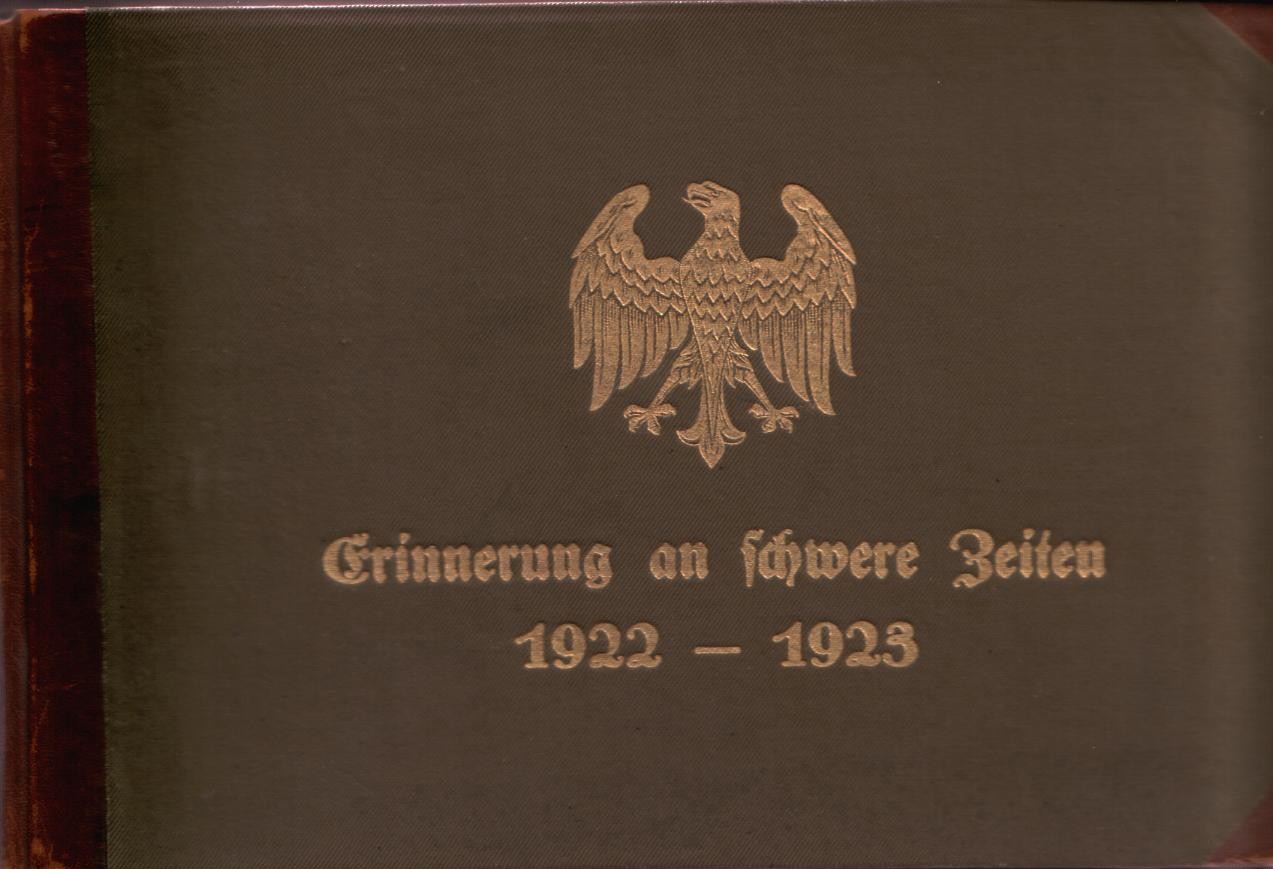 Erinnerung an schwere Zeiten
1922 – 1923